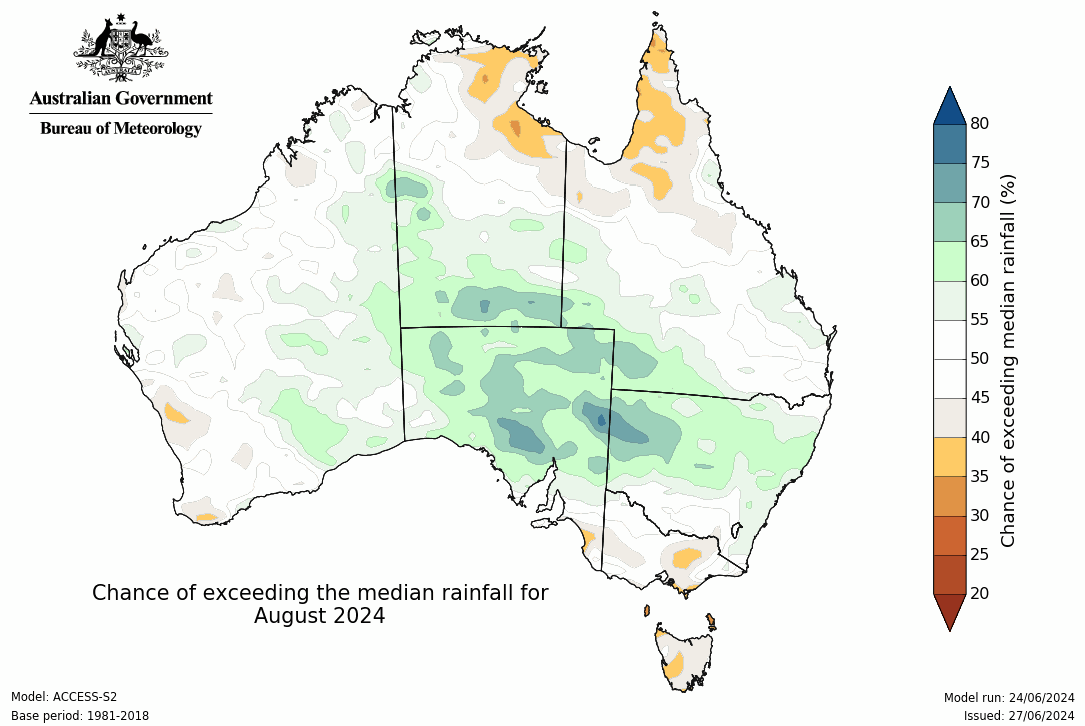 Australian Government
Bureau of Meteorology
80
75
70
65
60
55
50
45
40
35
30
25
20
Chance of exceeding median rainfall (%)
Chance of exceeding the median rainfall for
August 2024
Model: ACCESS-S2
Base period: 1981-2018
Model run: 24/06/2024
Issued: 27/06/2024